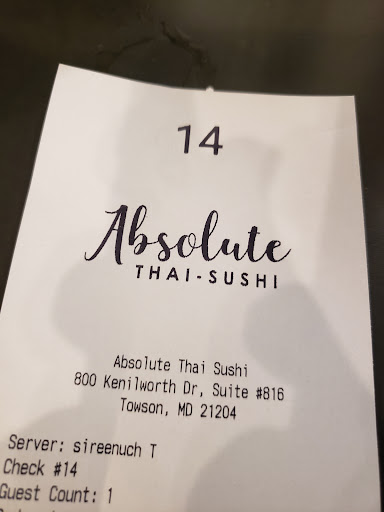 14
Absolute
THAI-SUSHI
Absolute Thai Sushi
800 Kenilworth Dr, Suite #816
Towson, MD 21204
Server: sireenuch T
Check #14
Guest Count: 1